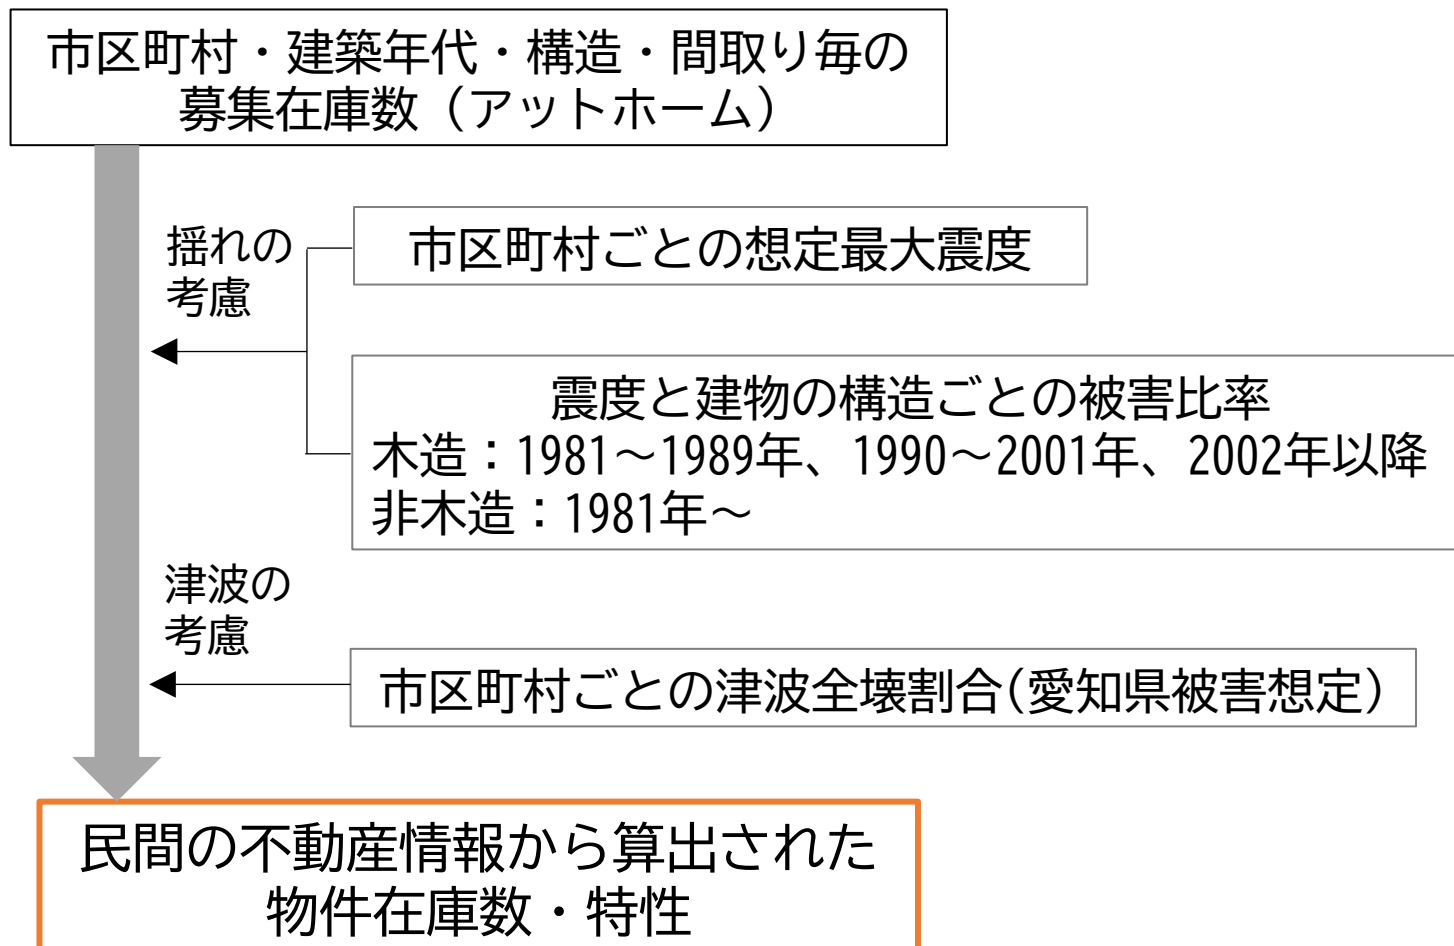 市区町村・建築年代・構造・間取り毎の
募集在庫数（アットホーム）
揺れの
考慮
市区町村ごとの想定最大震度
震度と建物の構造ごとの被害比率
木造：1981～1989年、1990～2001年、2002年以降
非木造：1981年～
津波の
考慮
市区町村ごとの津波全壊割合(愛知県被害想定)
民間の不動産情報から算出された
物件在庫数・特性